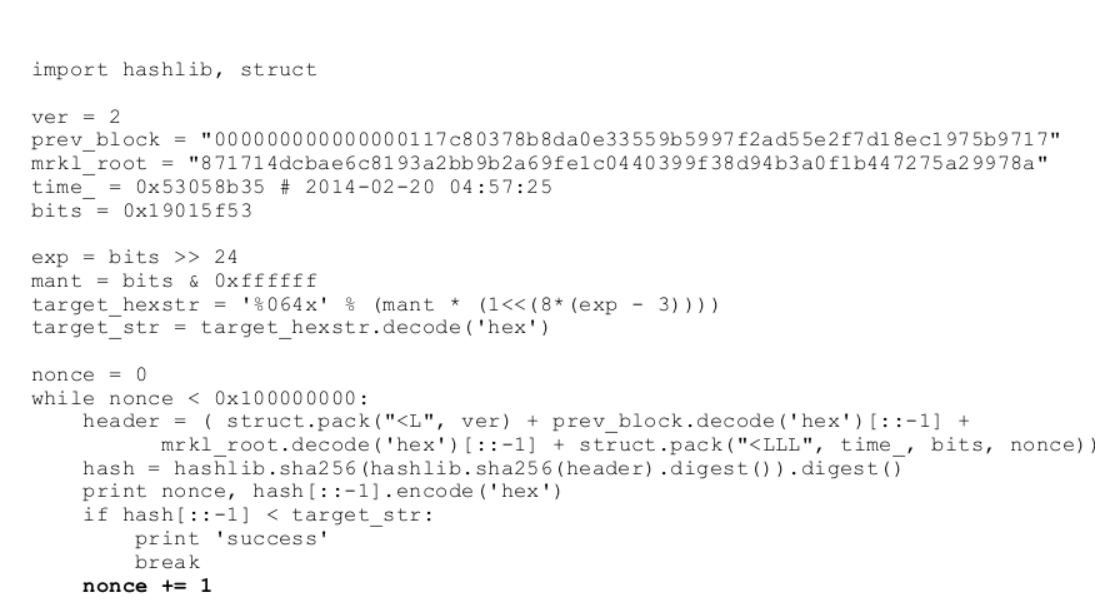 import hashlib, struct
ver = 2
prev_block = "000000000000000117c80378b8da0e33559b5997f2ad55e2f7d18ec1975b9717"
mrkl_root = "871714dcbae6c8193a2bb9b2a69fe1c0440399f38d94b3a0f1b447275a29978a"
time_ = 0x53058b35 # 2014-02-20 04:57:25
bits = 0x19015f53
exp = bits >> 24
mant = bits & 0xffffff
target_hexstr = '%064x' % (mant * (1<<(8*(exp - 3))))
target_str = target_hexstr.decode('hex')
nonce = 0
while nonce < 0x100000000:
    header = ( struct.pack("<L", ver) + prev_block.decode('hex')[::-1] +
          mrkl_root.decode('hex')[::-1] + struct.pack("<LLL", time_, bits, nonce))
    hash = hashlib.sha256(hashlib.sha256(header).digest()).digest()
    print nonce, hash[::-1].encode('hex')
    if hash[::-1] < target_str:
        print 'success'
        break
    nonce += 1